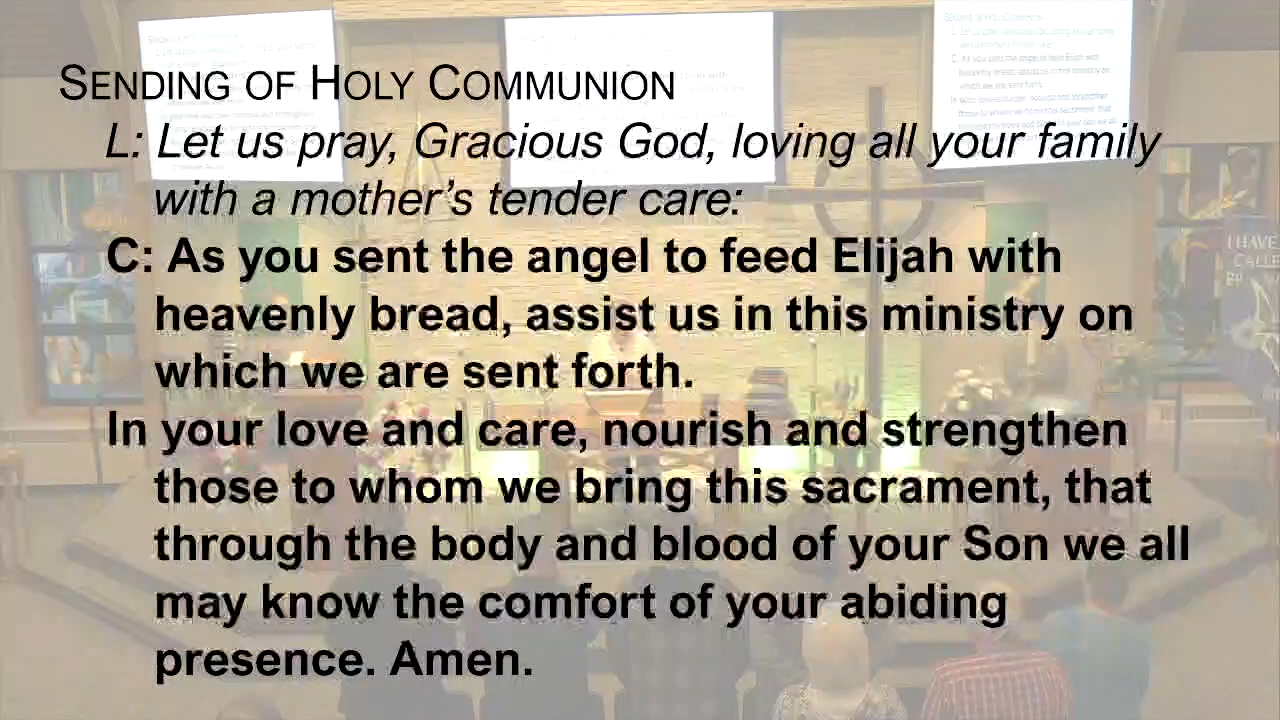 SENDING OF HOLY COMMUNION
L: Let us pray, Gracious God, loving all your family
with a mother’s tender care:
C: As you sent the angel to feed Elijah with
heavenly bread, assist us in this ministry on
which we are sent forth.
In your love and care, nourish and strengthen
those to whom we bring this sacrament, that
through the body and blood of your Son we all
may know the comfort of your abiding
presence. Amen.
I HAVE
CALLE